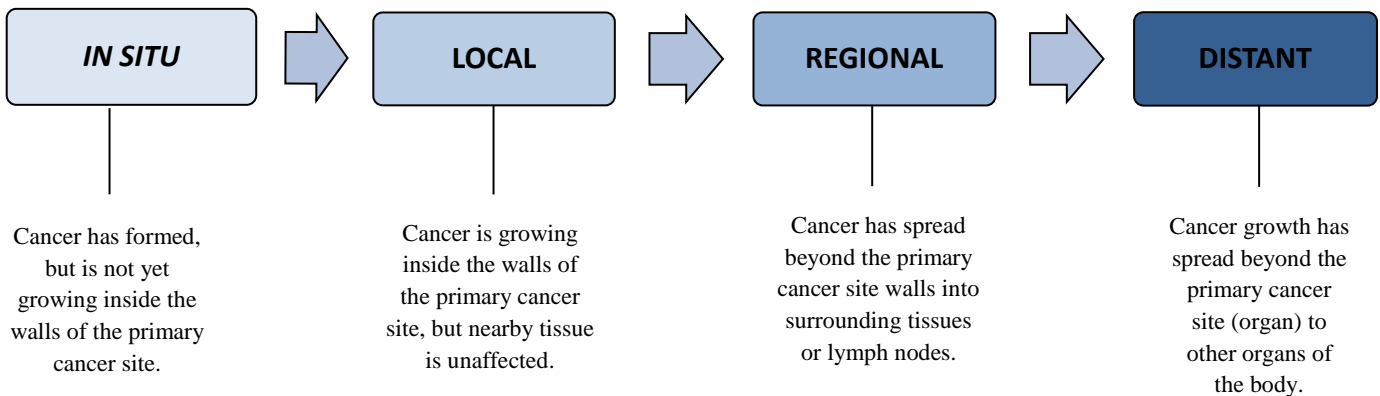 IN SITU
LOCAL
REGIONAL
DISTANT
Cancer has formed,
but is not yet
growing inside the
walls of the primary
cancer site.
Cancer is growing
inside the walls of
the primary cancer
site, but nearby tissue
is unaffected.
Cancer has spread
beyond the primary
cancer site walls into
surrounding tissues
or lymph nodes.
Cancer growth has
spread beyond the
primary cancer
site (organ) to
other organs of
the body.